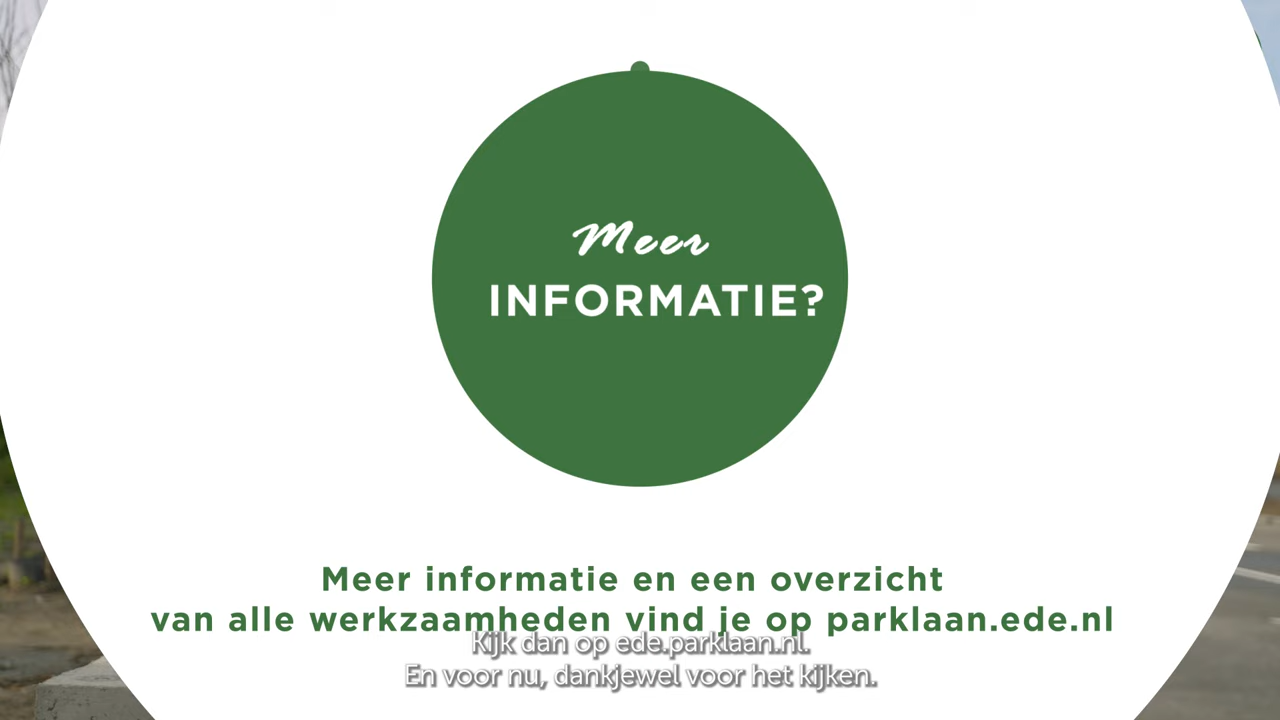 Meer
INFORMATIE?
Meer informatie en een overzicht
van alle werkzaamheden vind je op parklaan.ede.nl
Kijk dan op ede.parklaan.nl.
En voor nu, dankjewel voor het kijken.